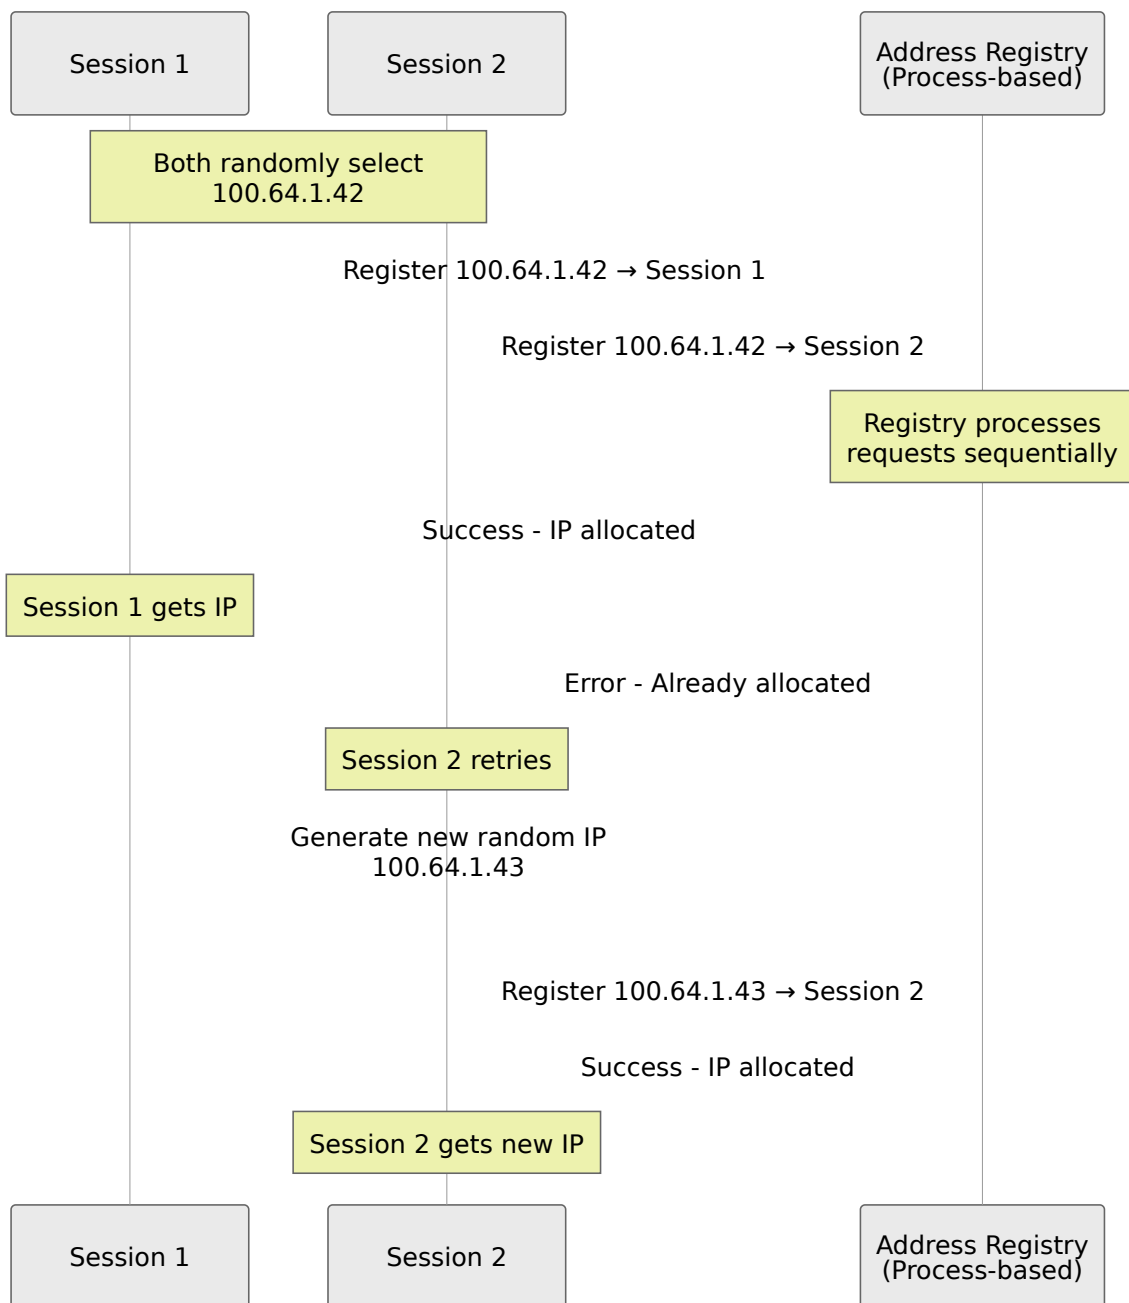 Session 1
Session 2
Address Registry
(Process-based)
Both randomly select
100.64.1.42
Register 100.64.1.42 → Session 1
Register 100.64.1.42 → Session 2
Registry processes
requests sequentially
Success - IP allocated
Session 1 gets IP
Error - Already allocated
Session 2 retries
Generate new random IP
100.64.1.43
Register 100.64.1.43 → Session 2
Success - IP allocated
Session 2 gets new IP
Session 1
Session 2
Address Registry
(Process-based)